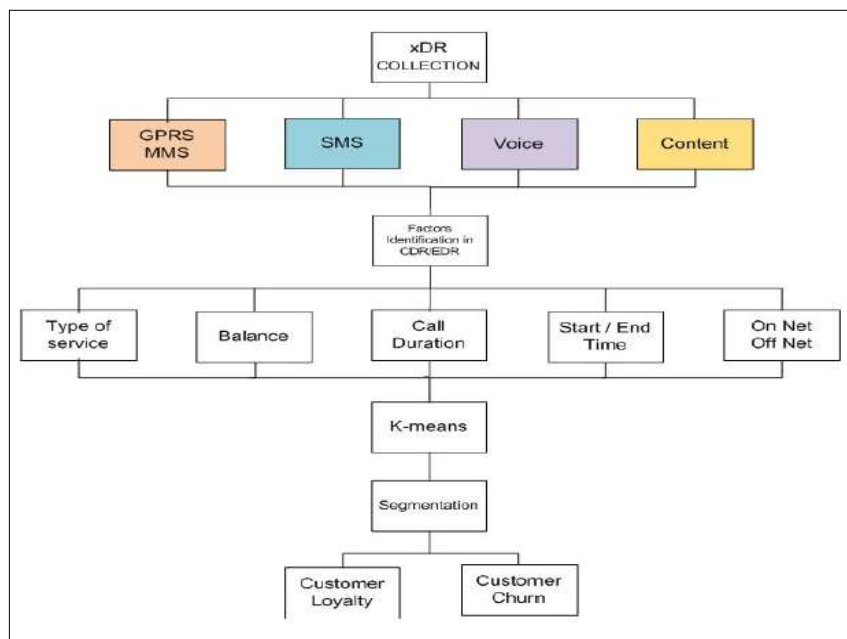 xDR
COLLECTION
GPRS
MMS
SMS
Voice
Content
Factors
Identification in
CDR/EDR
Type of
service
Balance
Call
Duration
Start / End
Time
On Net
Off Net
K-means
Segmentation
Customer
Loyalty
Customer
Churn